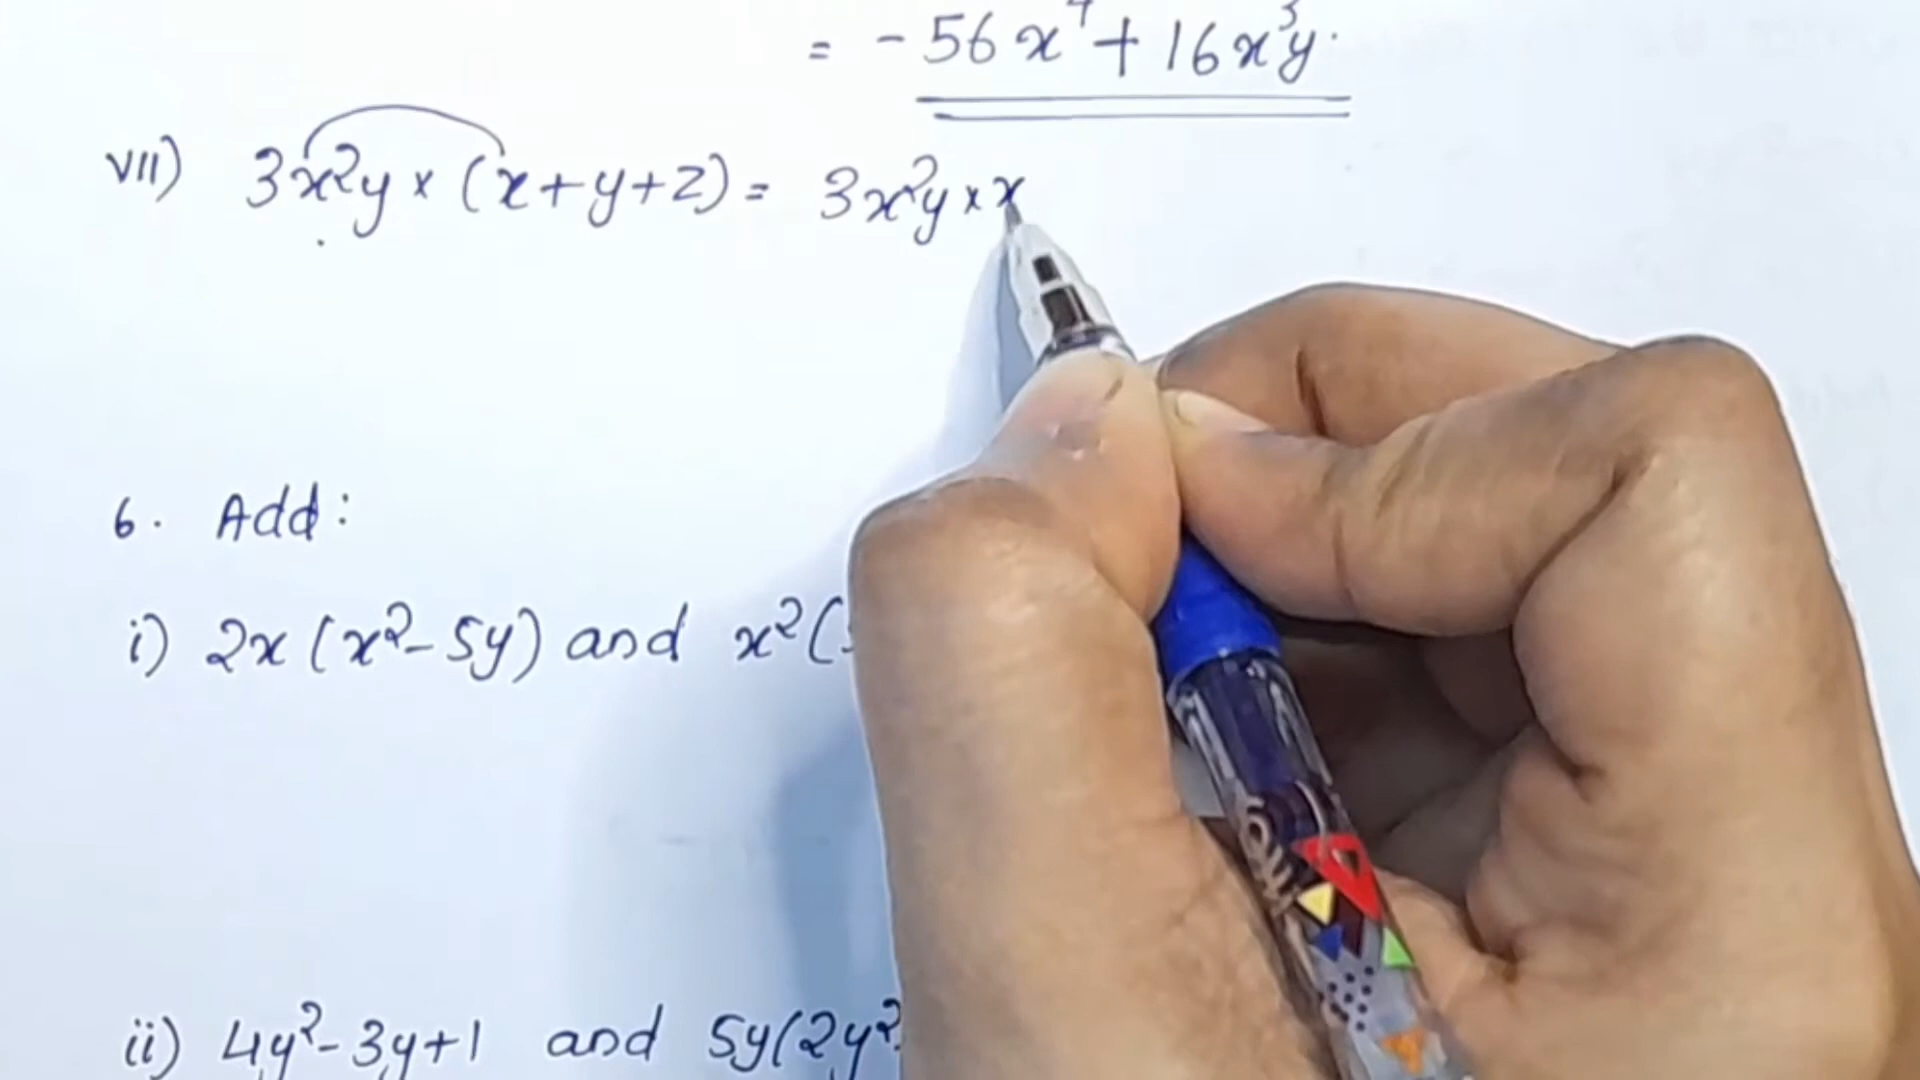 = -56x⁴+16x³y.
vii) 3x²y×(x+y+z)= 3x²y×x
6. Add:
i) 2x(x²-5y) and x²(
ii) 4y²-3y+1 and 5y(2y²